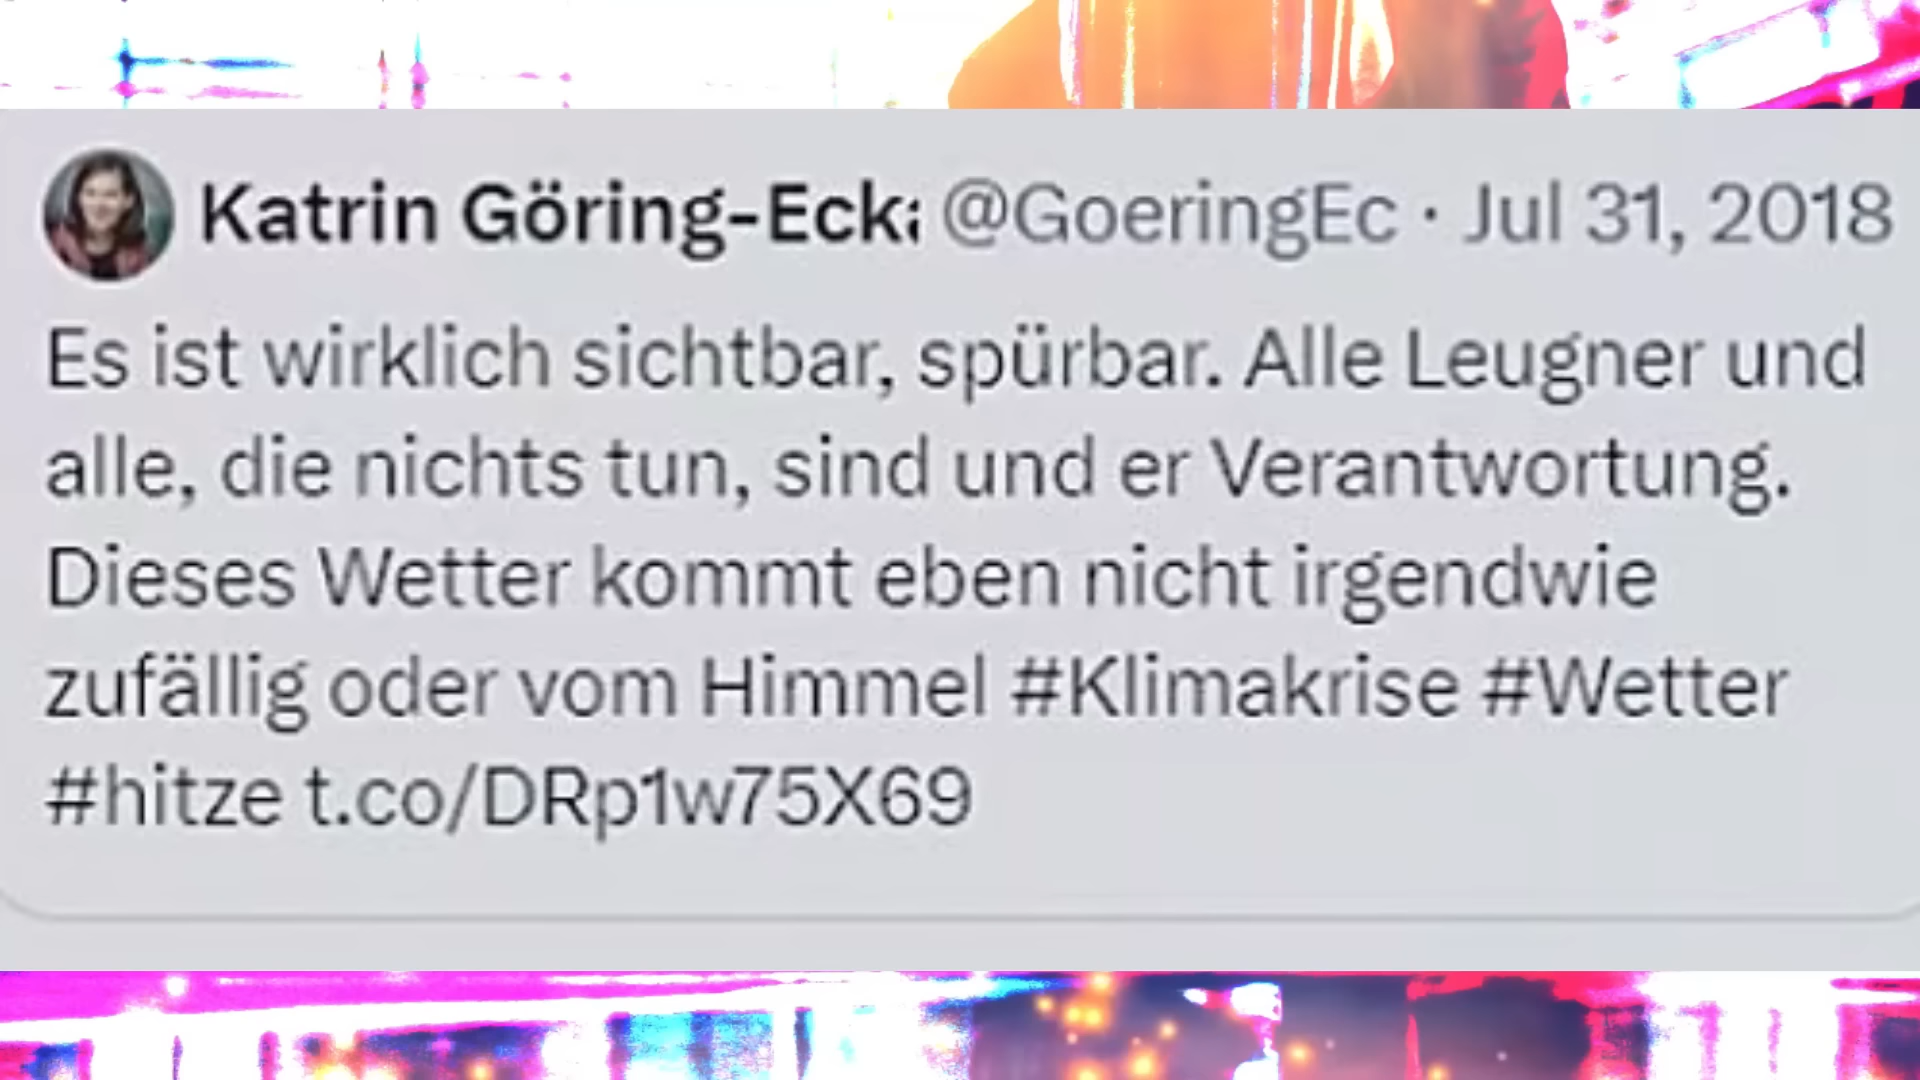 Katrin Göring-Ecka @GoeringEc · Jul 31, 2018
Es ist wirklich sichtbar, spürbar. Alle Leugner und
alle, die nichts tun, sind und er Verantwortung.
Dieses Wetter kommt eben nicht irgendwie
zufällig oder vom Himmel #Klimakrise #Wetter
#hitze t.co/DRp1w75X69